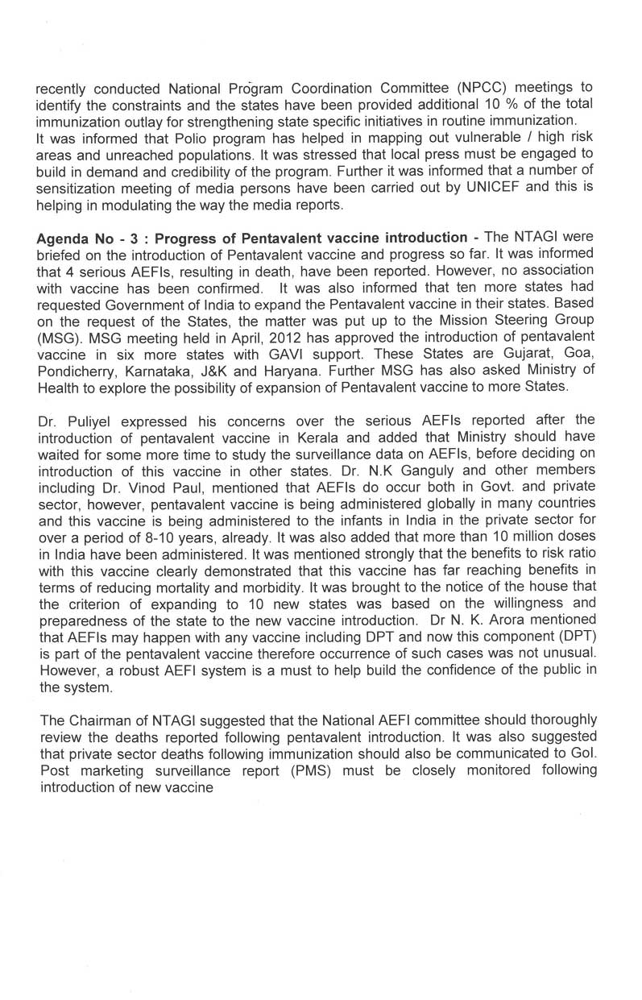 recently conducted National Program Coordination Committee (NPCC) meetings to
identify the constraints and the states have been provided additional 10 % of the total
immunization outlay for strengthening state specific initiatives in routine immunization.
It was informed that Polio program has helped in mapping out vulnerable / high risk
areas and unreached populations. It was stressed that local press must be engaged to
build in demand and credibility of the program. Further it was informed that a number of
sensitization meeting of media persons have been carried out by UNICEF and this is
helping in modulating the way the media reports.
Agenda No - 3 : Progress of Pentavalent vaccine introduction - The NTAGI were
briefed on the introduction of Pentavalent vaccine and progress so far. It was informed
that 4 serious AEFIs, resulting in death, have been reported. However, no association
with vaccine has been confirmed. It was also informed that ten more states had
requested Government of India to expand the Pentavalent vaccine in their states. Based
on the request of the States, the matter was put up to the Mission Steering Group
(MSG). MSG meeting held in April, 2012 has approved the introduction of pentavalent
vaccine in six more states with GAVI support. These States are Gujarat, Goa,
Pondicherry, Karnataka, J&K and Haryana. Further MSG has also asked Ministry of
Health to explore the possibility of expansion of Pentavalent vaccine to more States.
Dr. Puliyel expressed his concerns over the serious AEFIs reported after the
introduction of pentavalent vaccine in Kerala and added that Ministry should have
waited for some more time to study the surveillance data on AEFIs, before deciding on
introduction of this vaccine in other states. Dr. N.K Ganguly and other members
including Dr. Vinod Paul, mentioned that AEFIs do occur both in Govt. and private
sector, however, pentavalent vaccine is being administered globally in many countries
and this vaccine is being administered to the infants in India in the private sector for
over a period of 8-10 years, already. It was also added that more than 10 million doses
in India have been administered. It was mentioned strongly that the benefits to risk ratio
with this vaccine clearly demonstrated that this vaccine has far reaching benefits in
terms of reducing mortality and morbidity. It was brought to the notice of the house that
the criterion of expanding to 10 new states was based on the willingness and
preparedness of the state to the new vaccine introduction. Dr N. K. Arora mentioned
that AEFIs may happen with any vaccine including DPT and now this component (DPT)
is part of the pentavalent vaccine therefore occurrence of such cases was not unusual.
However, a robust AEFI system is a must to help build the confidence of the public in
the system.
The Chairman of NTAGI suggested that the National AEFI committee should thoroughly
review the deaths reported following pentavalent introduction. It was also suggested
that private sector deaths following immunization should also be communicated to GoI.
Post marketing surveillance report (PMS) must be closely monitored following
introduction of new vaccine